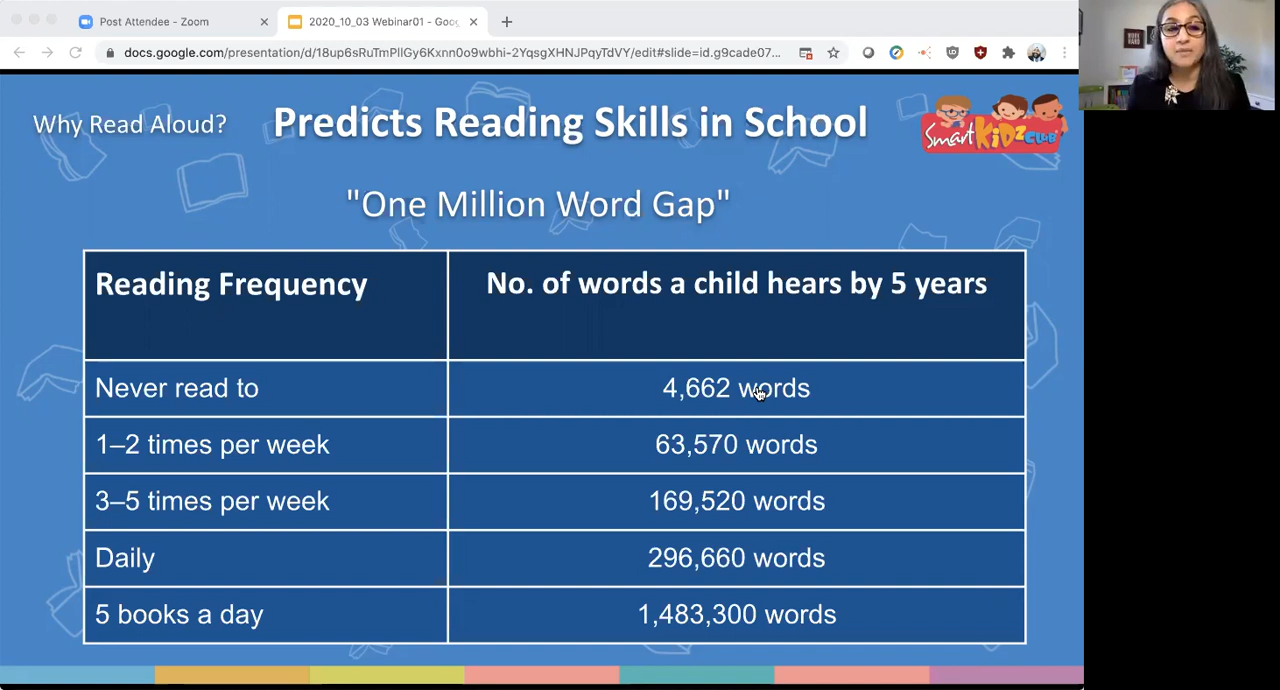 Post Attendee - Zoom
2020_10_03 Webinar01 - Goog
docs.google.com/presentation/d/18up6sRuTmPIlGy6Kxnn0o9wbhi-2YqsgXHNJPqyTdVY/edit#slide=id.g9cade07...
Why Read Aloud?
Predicts Reading Skills in School
Smart KiDZ CLUB
"One Million Word Gap"
Reading Frequency
No. of words a child hears by 5 years
Never read to
4,662 words
1–2 times per week
63,570 words
3–5 times per week
169,520 words
Daily
296,660 words
5 books a day
1,483,300 words